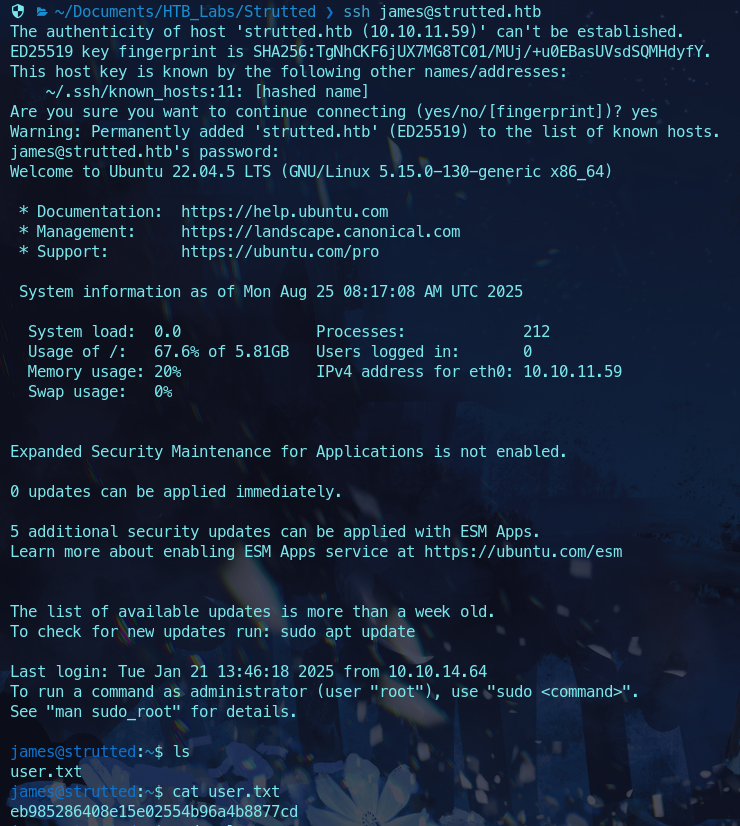 ~/Documents/HTB_Labs/Strutted ❯ ssh james@strutted.htb
The authenticity of host 'strutted.htb (10.10.11.59)' can't be established.
ED25519 key fingerprint is SHA256:TgNhCKF6jUX7MG8TC01/MUj/+u0EBasUVsdSQMHdyfY.
This host key is known by the following other names/addresses:
    ~/.ssh/known_hosts:11: [hashed name]
Are you sure you want to continue connecting (yes/no/[fingerprint])? yes
Warning: Permanently added 'strutted.htb' (ED25519) to the list of known hosts.
james@strutted.htb's password:
Welcome to Ubuntu 22.04.5 LTS (GNU/Linux 5.15.0-130-generic x86_64)

 * Documentation:  https://help.ubuntu.com
 * Management:     https://landscape.canonical.com
 * Support:        https://ubuntu.com/pro

 System information as of Mon Aug 25 08:17:08 AM UTC 2025

  System load:  0.0               Processes:             212
  Usage of /:   67.6% of 5.81GB   Users logged in:       0
  Memory usage: 20%               IPv4 address for eth0: 10.10.11.59
  Swap usage:   0%

Expanded Security Maintenance for Applications is not enabled.

0 updates can be applied immediately.

5 additional security updates can be applied with ESM Apps.
Learn more about enabling ESM Apps service at https://ubuntu.com/esm

The list of available updates is more than a week old.
To check for new updates run: sudo apt update

Last login: Tue Jan 21 13:46:18 2025 from 10.10.14.64
To run a command as administrator (user "root"), use "sudo <command>".
See "man sudo_root" for details.

james@strutted:~$ ls
user.txt
james@strutted:~$ cat user.txt
eb985286408e15e02554b96a4b8877cd